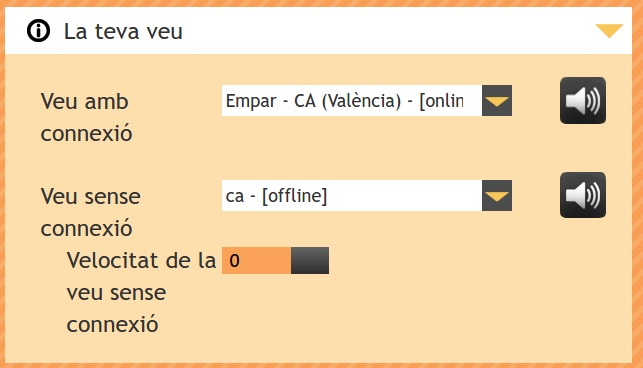 La teva veu
Veu amb
connexió
Empar - CA (València) - [onlin
Veu sense
connexió
ca - [offline]
Velocitat de la
veu sense
connexió
0